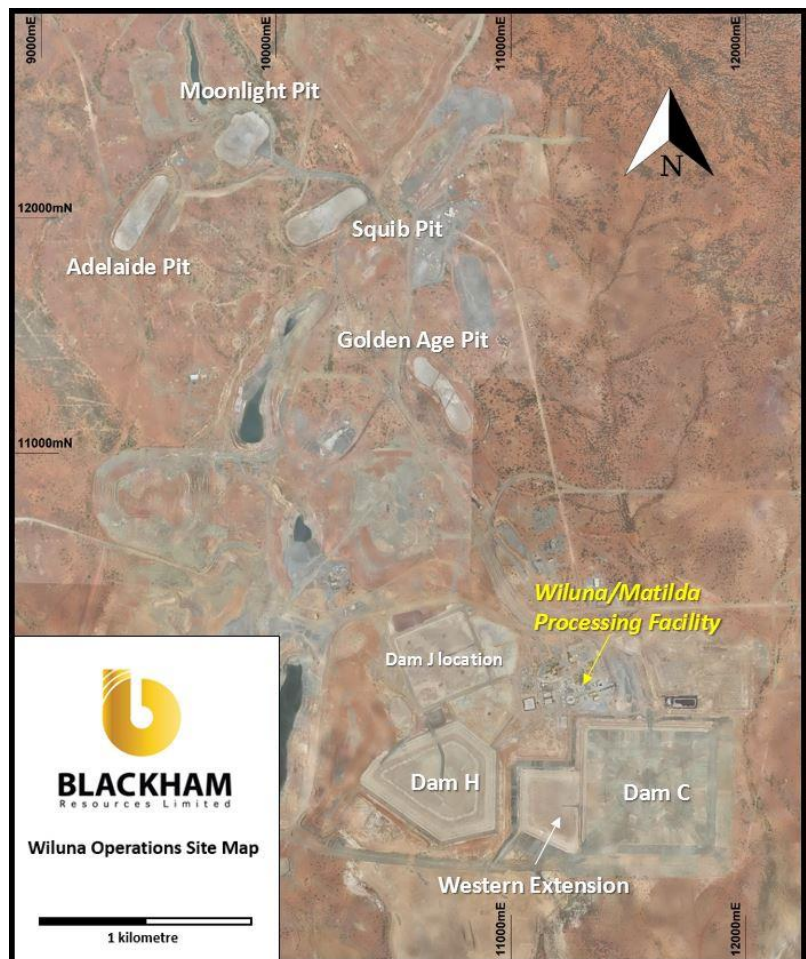 9000mE
10000mE
11000mE
12000mE
Moonlight Pit
N
12000mN
Squib Pit
Adelaide Pit
Golden Age Pit
11000mN
Wiluna/Matilda
Processing Facility
Dam J location
Dam H
Dam C
Western Extension
BLACKHAM
Resources Limited
Wiluna Operations Site Map
1 kilometre
11000mE
12000mE